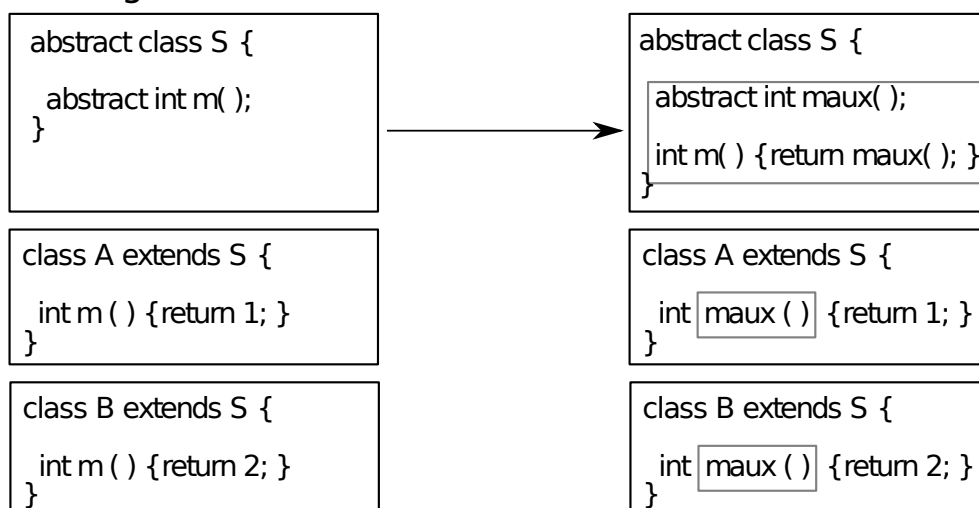 abstract class S {
abstract int m( );
}
class A extends S {
int m ( ) { return 1; }
}
class B extends S {
int m ( ) { return 2; }
}
abstract class S {
abstract int maux( );
int m( ) { return maux( ); }
}
class A extends S {
int maux ( ) { return 1; }
}
class B extends S {
int maux ( ) { return 2; }
}